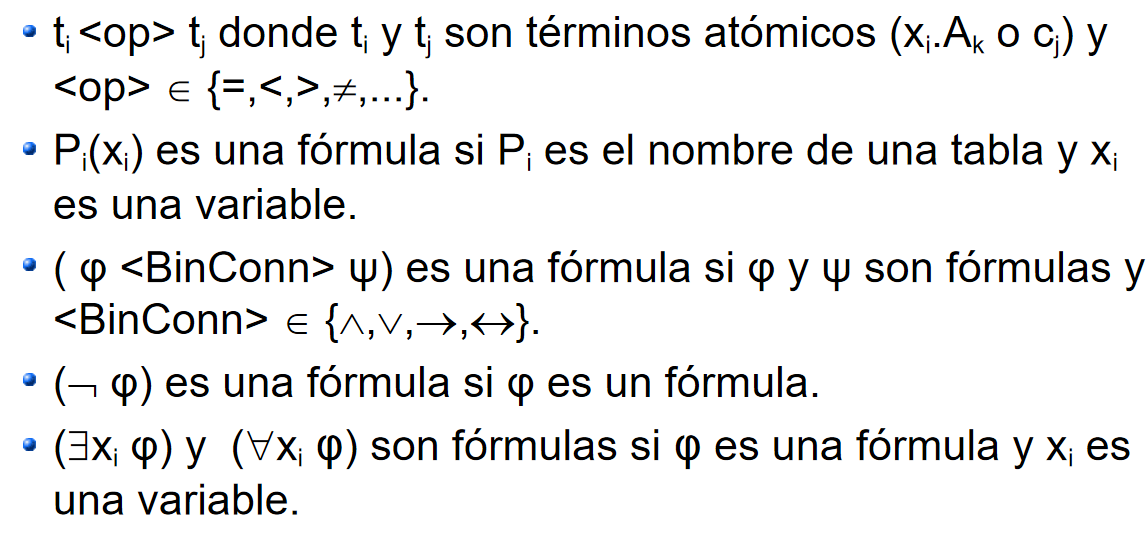 • tᵢ <op> tⱼ donde tᵢ y tⱼ son términos atómicos (xᵢ.Aₖ o cⱼ) y
<op> ∈ {=,<,>,≠,...}.
• Pᵢ(xᵢ) es una fórmula si Pᵢ es el nombre de una tabla y xᵢ
es una variable.
• ( φ <BinConn> ψ) es una fórmula si φ y ψ son fórmulas y
<BinConn> ∈ {∧,∨,→,↔}.
• (¬ φ) es una fórmula si φ es un fórmula.
• (∃xᵢ φ) y (∀xᵢ φ) son fórmulas si φ es una fórmula y xᵢ es
una variable.